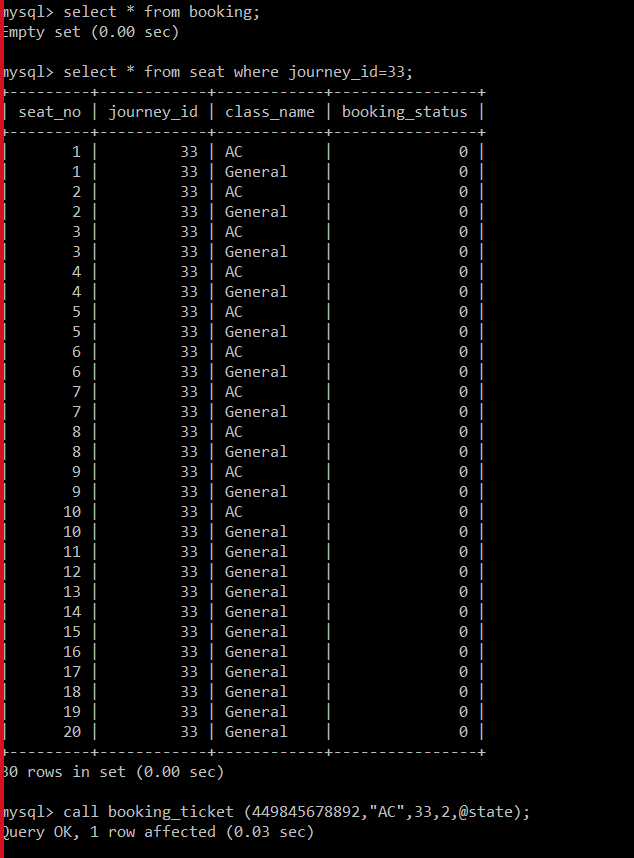 mysql> select * from booking;
Empty set (0.00 sec)
mysql> select * from seat where journey_id=33;
+---------+------------+------------+----------------+
| seat_no | journey_id | class_name | booking_status |
+---------+------------+------------+----------------+
|       1 |         33 | AC         |              0 |
|       1 |         33 | General    |              0 |
|       2 |         33 | AC         |              0 |
|       2 |         33 | General    |              0 |
|       3 |         33 | AC         |              0 |
|       3 |         33 | General    |              0 |
|       4 |         33 | AC         |              0 |
|       4 |         33 | General    |              0 |
|       5 |         33 | AC         |              0 |
|       5 |         33 | General    |              0 |
|       6 |         33 | AC         |              0 |
|       6 |         33 | General    |              0 |
|       7 |         33 | AC         |              0 |
|       7 |         33 | General    |              0 |
|       8 |         33 | AC         |              0 |
|       8 |         33 | General    |              0 |
|       9 |         33 | AC         |              0 |
|       9 |         33 | General    |              0 |
|      10 |         33 | AC         |              0 |
|      10 |         33 | General    |              0 |
|      11 |         33 | General    |              0 |
|      12 |         33 | General    |              0 |
|      13 |         33 | General    |              0 |
|      14 |         33 | General    |              0 |
|      15 |         33 | General    |              0 |
|      16 |         33 | General    |              0 |
|      17 |         33 | General    |              0 |
|      18 |         33 | General    |              0 |
|      19 |         33 | General    |              0 |
|      20 |         33 | General    |              0 |
+---------+------------+------------+----------------+
30 rows in set (0.00 sec)
mysql> call booking_ticket (449845678892,"AC",33,2,@state);
Query OK, 1 row affected (0.03 sec)